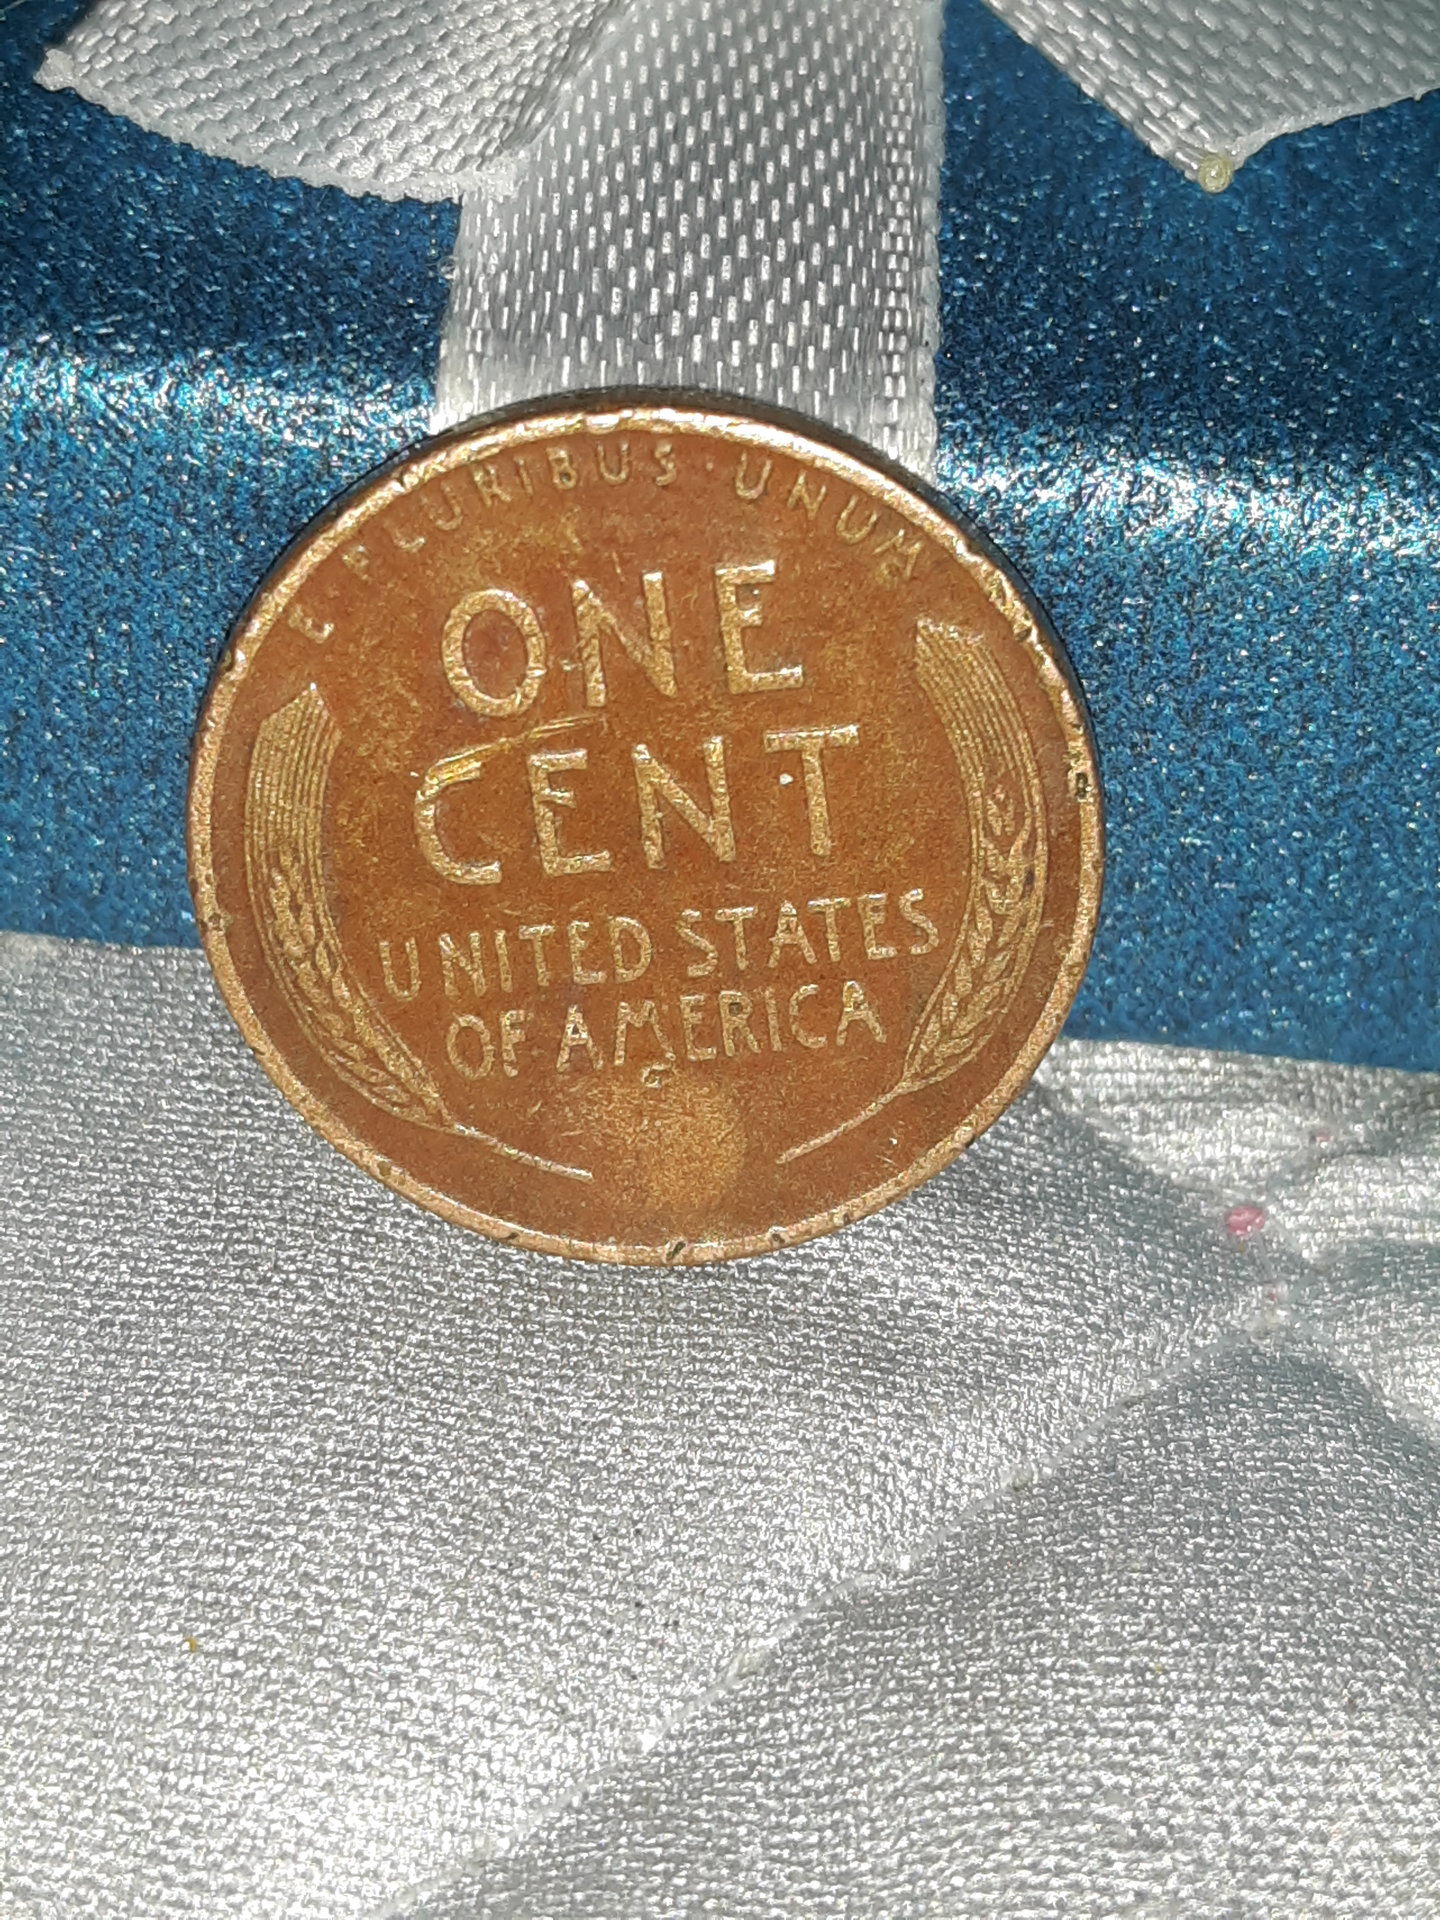 E · PLURIBUS · UNUM
ONE
CENT
UNITED STATES
OF AMERICA